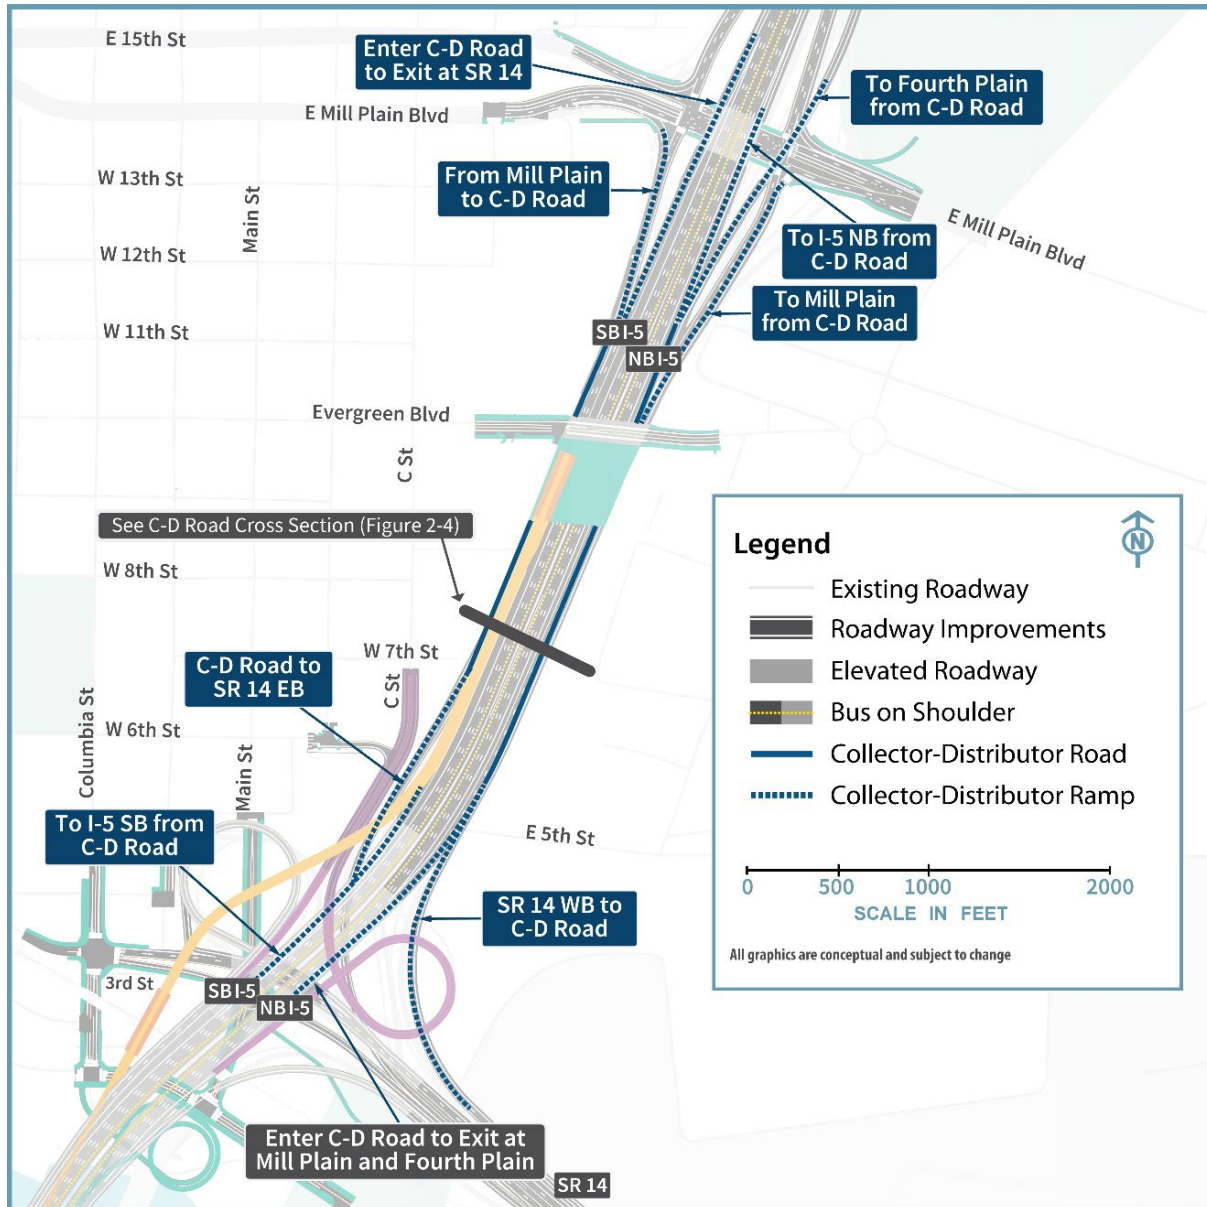 E 15th St
Enter C-D Road
to Exit at SR 14
To Fourth Plain
from C-D Road
E Mill Plain Blvd
W 13th St
Main St
From Mill Plain
to C-D Road
E Mill Plain Blvd
To I-5 NB from
C-D Road
W 12th St
To Mill Plain
from C-D Road
W 11th St
SB I-5
NB I-5
Evergreen Blvd
C St
See C-D Road Cross Section (Figure 2-4)
W 8th St
W 7th St
C-D Road to
SR 14 EB
C St
Columbia St
W 6th St
Main St
To I-5 SB from
C-D Road
E 5th St
SR 14 WB to
C-D Road
3rd St
SB I-5
NB I-5
Enter C-D Road to Exit at
Mill Plain and Fourth Plain
SR 14
Legend
N
Existing Roadway
Roadway Improvements
Elevated Roadway
Bus on Shoulder
Collector-Distributor Road
Collector-Distributor Ramp
0 500 1000 2000
SCALE IN FEET
All graphics are conceptual and subject to change